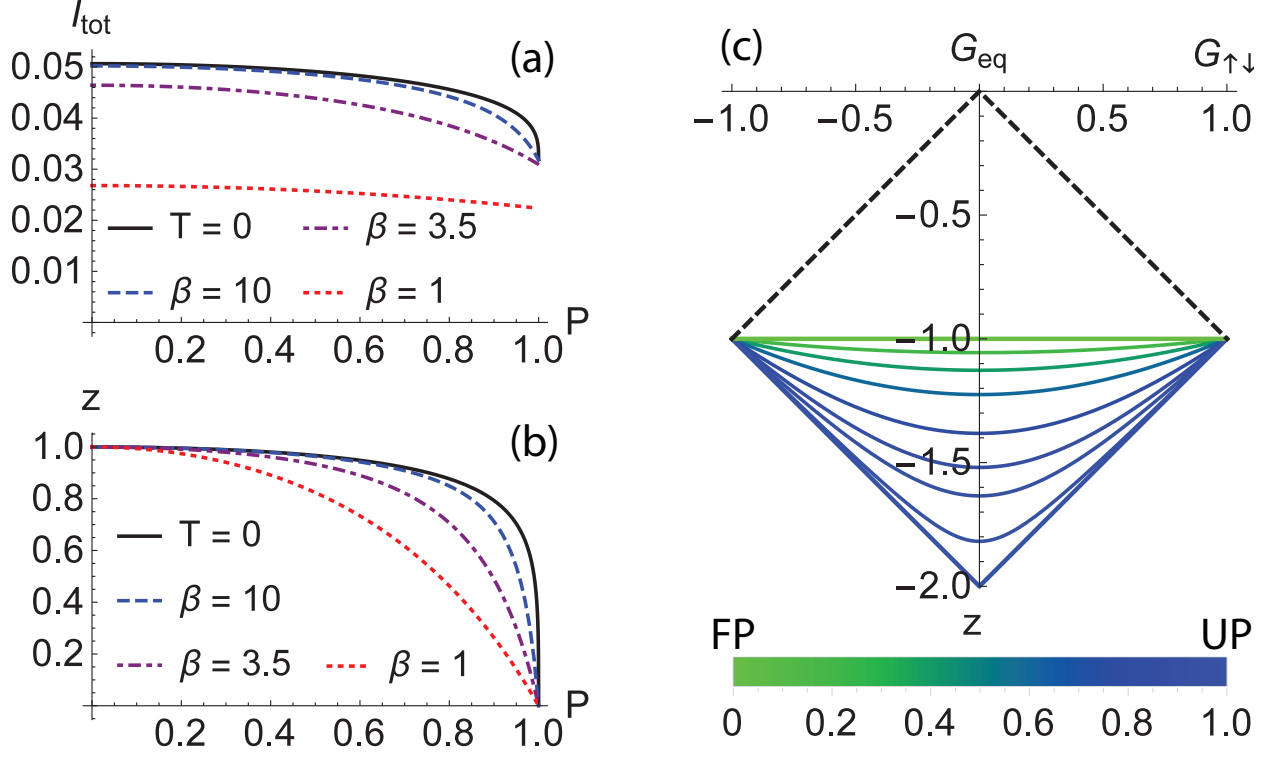 I_tot
(a)
0.05
0.04
0.03
0.02
0.01
T = 0
β = 3.5
β = 10
β = 1
P
0.2 0.4 0.6 0.8 1.0
z
(b)
1.0
0.8
0.6
0.4
0.2
T = 0
β = 10
β = 3.5
β = 1
P
0.2 0.4 0.6 0.8 1.0
(c)
G_eq
G_↑↓
−1.0 −0.5 0.5 1.0
−0.5
−1.0
−1.5
−2.0
z
FP UP
0 0.2 0.4 0.6 0.8 1.0